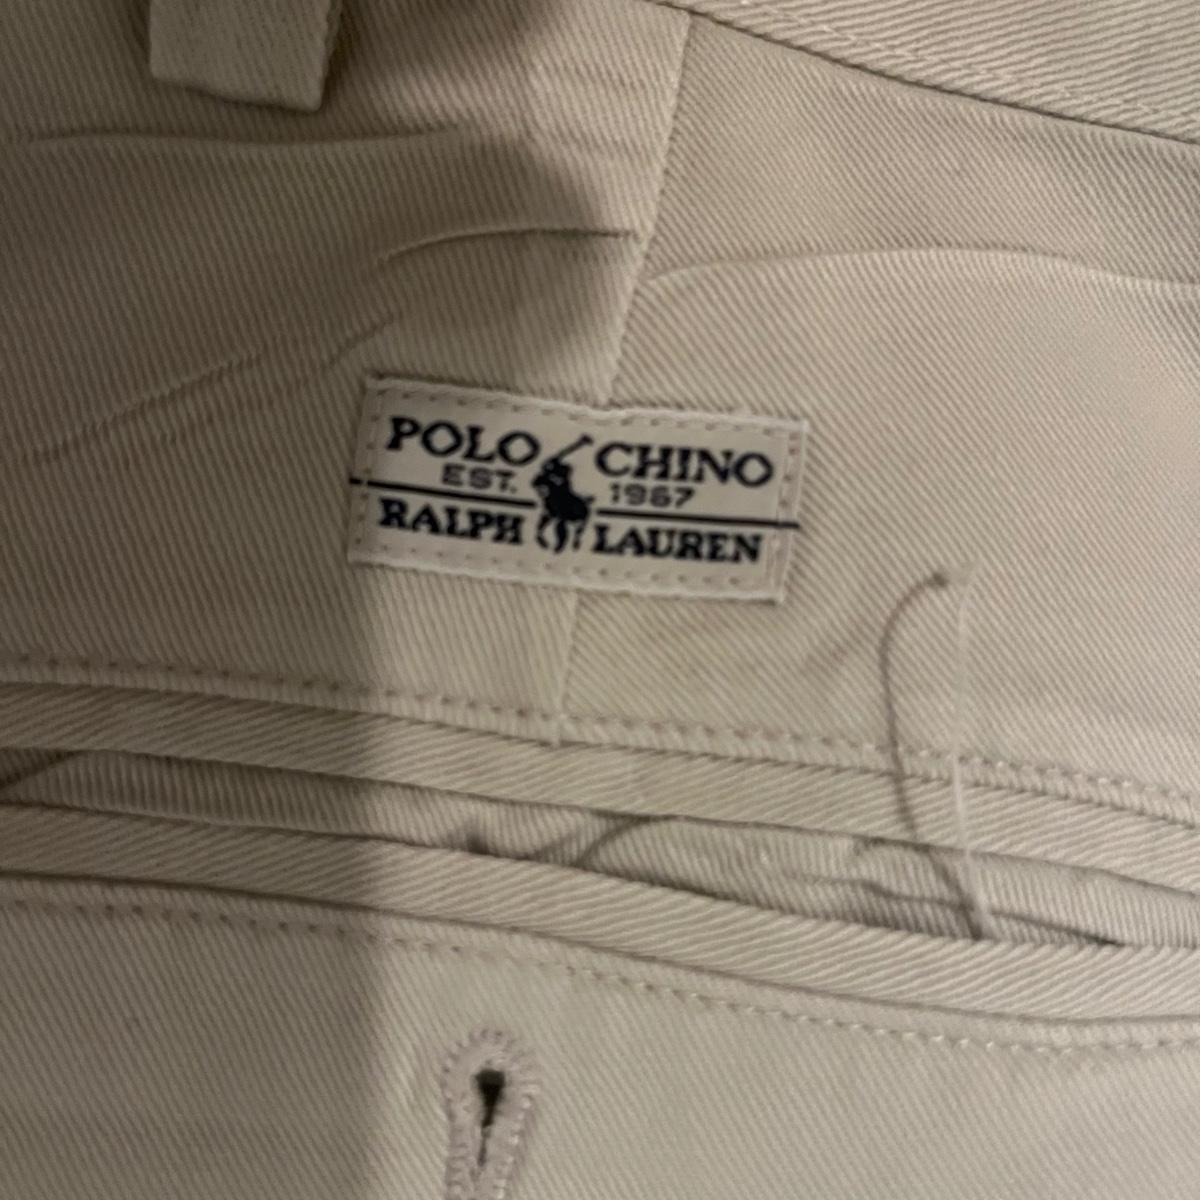 POLO CHINO
EST. 1967
RALPH LAUREN